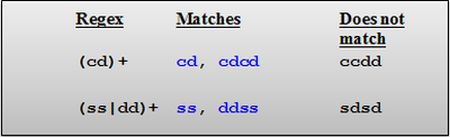 Regex Matches Does not match
(cd)+ cd, cdcd ccdd
(ss|dd)+ ss, ddss sdsd